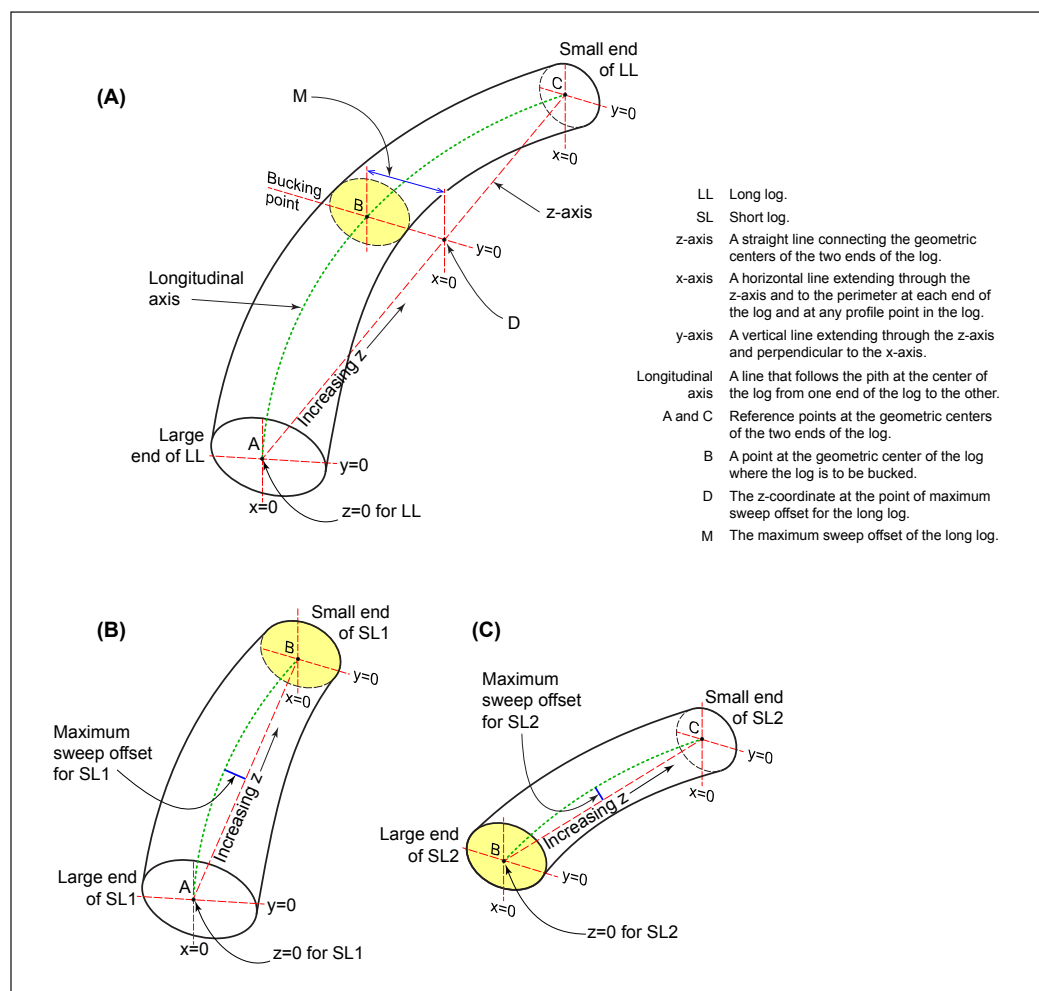 (A)
Small end
of LL
C
M
y=0
x=0
Bucking
point
B
z-axis
y=0
x=0
Longitudinal
axis
D
Increasing z
Large
end of LL
A
y=0
x=0
z=0 for LL
LL Long log.
SL Short log.
z-axis A straight line connecting the geometric
centers of the two ends of the log.
x-axis A horizontal line extending through the
z-axis and to the perimeter at each end of
the log and at any profile point in the log.
y-axis A vertical line extending through the z-axis
and perpendicular to the x-axis.
Longitudinal A line that follows the pith at the center of
axis the log from one end of the log to the other.
A and C Reference points at the geometric centers
of the two ends of the log.
B A point at the geometric center of the log
where the log is to be bucked.
D The z-coordinate at the point of maximum
sweep offset for the long log.
M The maximum sweep offset of the long log.
(B)
Small end
of SL1
B
y=0
x=0
Maximum
sweep offset
for SL1
Increasing z
Large end
of SL1
A
y=0
x=0
z=0 for SL1
(C)
Maximum
sweep offset
for SL2
Small end
of SL2
C
y=0
x=0
Increasing z
Large end
of SL2
B
y=0
x=0
z=0 for SL2